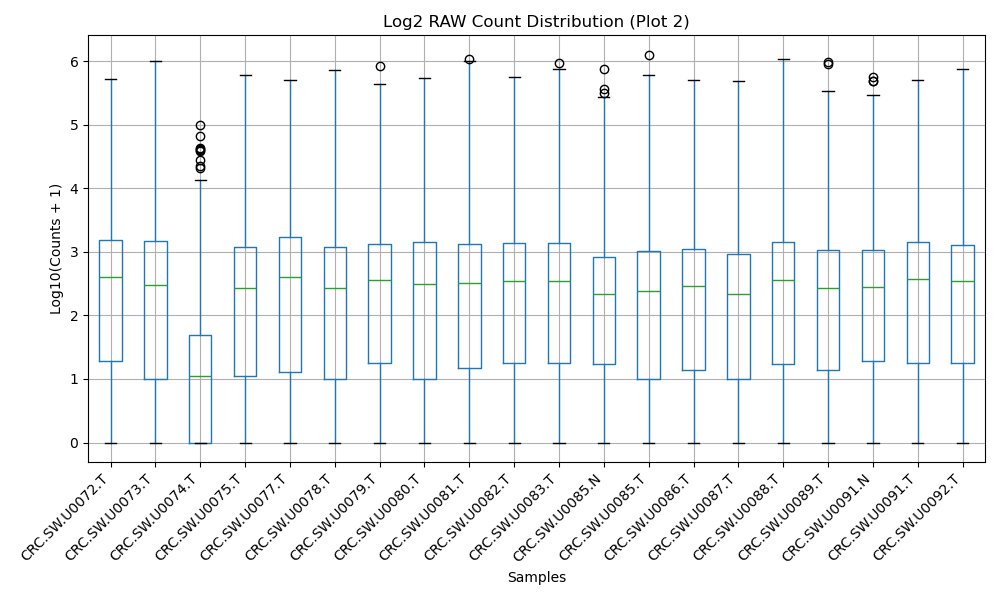 Log2 RAW Count Distribution (Plot 2)
Log10(Counts + 1)
6
5
4
3
2
1
0
CRC.SW.U0072.T
CRC.SW.U0073.T
CRC.SW.U0074.T
CRC.SW.U0075.T
CRC.SW.U0077.T
CRC.SW.U0078.T
CRC.SW.U0079.T
CRC.SW.U0080.T
CRC.SW.U0081.T
CRC.SW.U0082.T
CRC.SW.U0083.T
CRC.SW.U0085.N
CRC.SW.U0085.T
CRC.SW.U0086.T
CRC.SW.U0087.T
CRC.SW.U0088.T
CRC.SW.U0089.T
CRC.SW.U0091.N
CRC.SW.U0091.T
CRC.SW.U0092.T
Samples